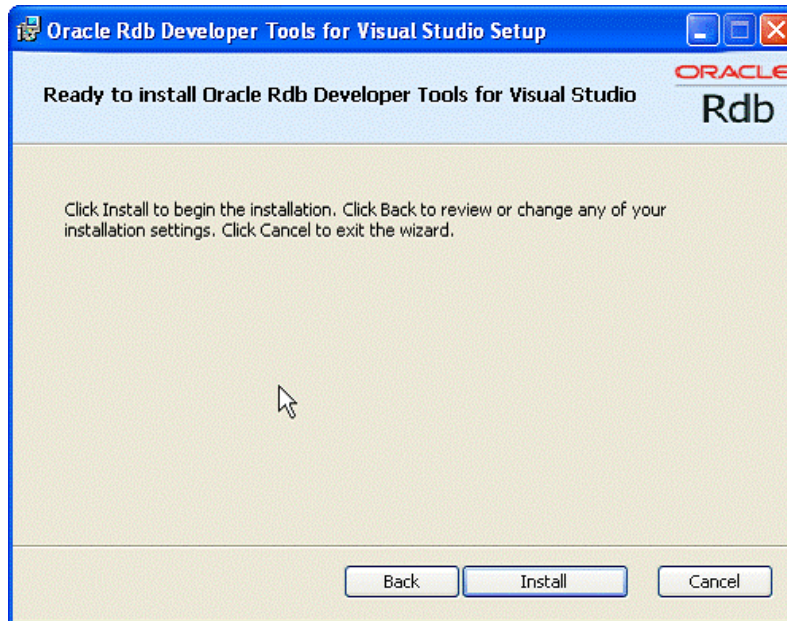 Oracle Rdb Developer Tools for Visual Studio Setup
ORACLE
Ready to install Oracle Rdb Developer Tools for Visual Studio
Rdb
Click Install to begin the installation. Click Back to review or change any of your
installation settings. Click Cancel to exit the wizard.
Back
Install
Cancel